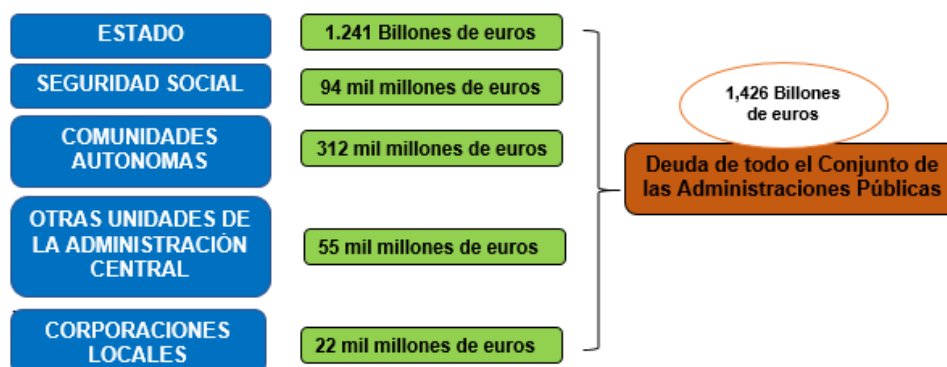 ESTADO
1.241 Billones de euros
SEGURIDAD SOCIAL
94 mil millones de euros
COMUNIDADES
AUTONOMAS
312 mil millones de euros
OTRAS UNIDADES DE
LA ADMINISTRACIÓN
CENTRAL
55 mil millones de euros
CORPORACIONES
LOCALES
22 mil millones de euros
1,426 Billones
de euros
Deuda de todo el Conjunto de
las Administraciones Públicas